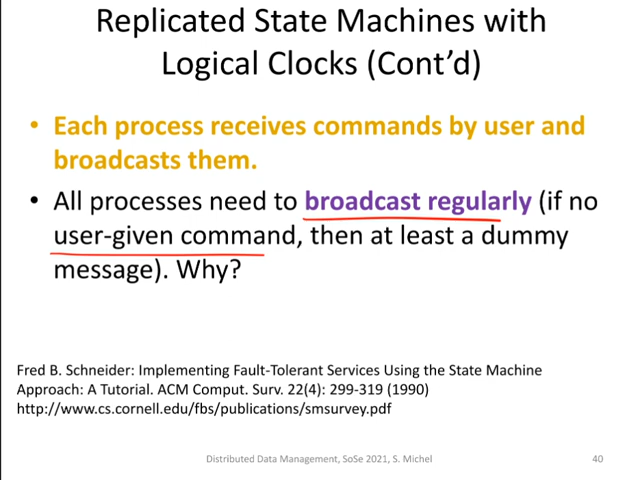 Replicated State Machines with
Logical Clocks (Cont'd)
• Each process receives commands by user and
broadcasts them.
• All processes need to broadcast regularly (if no
user-given command, then at least a dummy
message). Why?
Fred B. Schneider: Implementing Fault-Tolerant Services Using the State Machine
Approach: A Tutorial. ACM Comput. Surv. 22(4): 299-319 (1990)
http://www.cs.cornell.edu/fbs/publications/smsurvey.pdf
Distributed Data Management, SoSe 2021, S. Michel
40